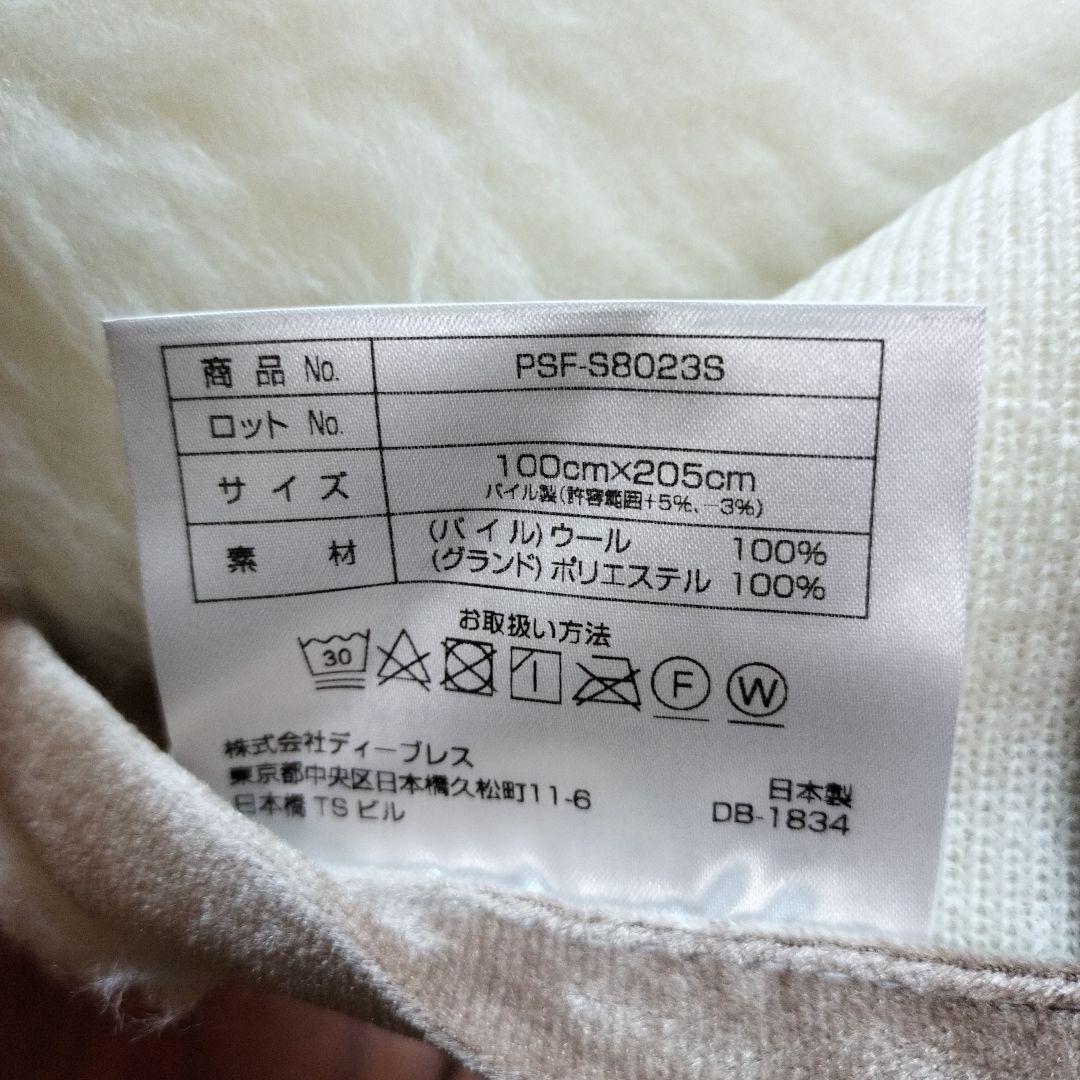 商品 No. PSF-S8023S
ロット No.
サイズ 100cm×205cm
パイル製(許容範囲+5%、-3%)
素材 (パイル)ウール 100%
(グランド)ポリエステル 100%
お取扱い方法
30 F W
株式会社ディーブレス
東京都中央区日本橋久松町11-6
日本橋 TS ビル
日本製
DB-1834